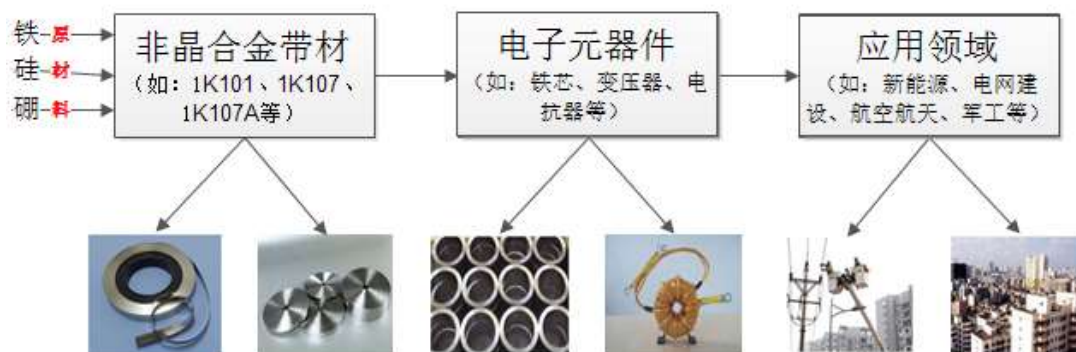 铁 原
硅 材
硼 料
非晶合金带材
（如：1K101、1K107、
1K107A等）
电子元器件
（如：铁芯、变压器、电
抗器等）
应用领域
（如：新能源、电网建
设、航空航天、军工等）